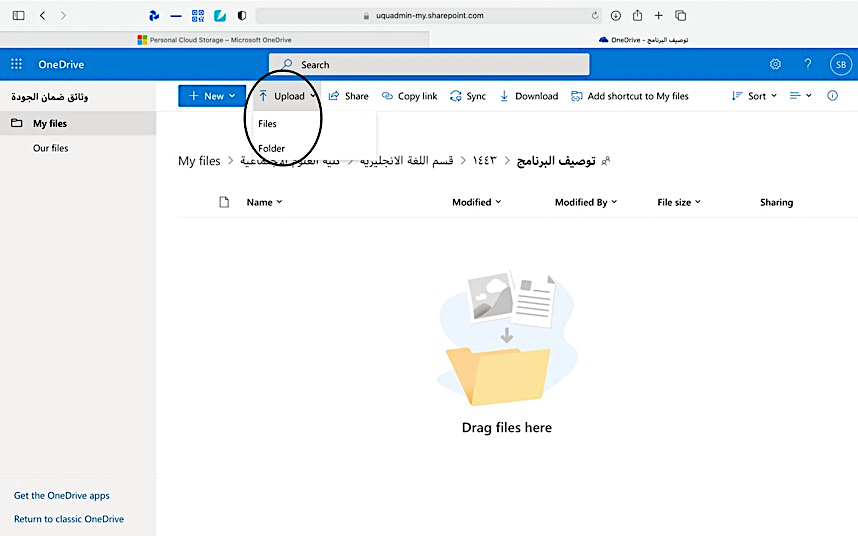 uquadmin-my.sharepoint.com
Personal Cloud Storage – Microsoft OneDrive
توصيف البرنامج - OneDrive
OneDrive
Search
?
SB
وثائق ضمان الجودة
My files
Our files
New
Upload
Share
Copy link
Sync
Download
Add shortcut to My files
Sort
Files
Folder
My files > كلية العلوم الاجتماعية > قسم اللغة الانجليزية > ١٤٤٣ > توصيف البرنامج
Name
Modified
Modified By
File size
Sharing
Drag files here
Get the OneDrive apps
Return to classic OneDrive